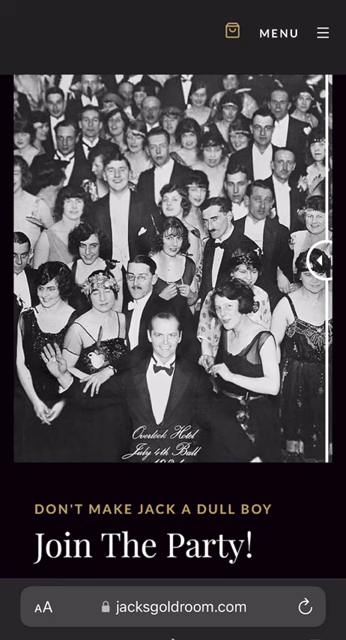 MENU
Overlook Hotel
July 4th Ball
DON'T MAKE JACK A DULL BOY
Join The Party!
AA
jacksgoldroom.com